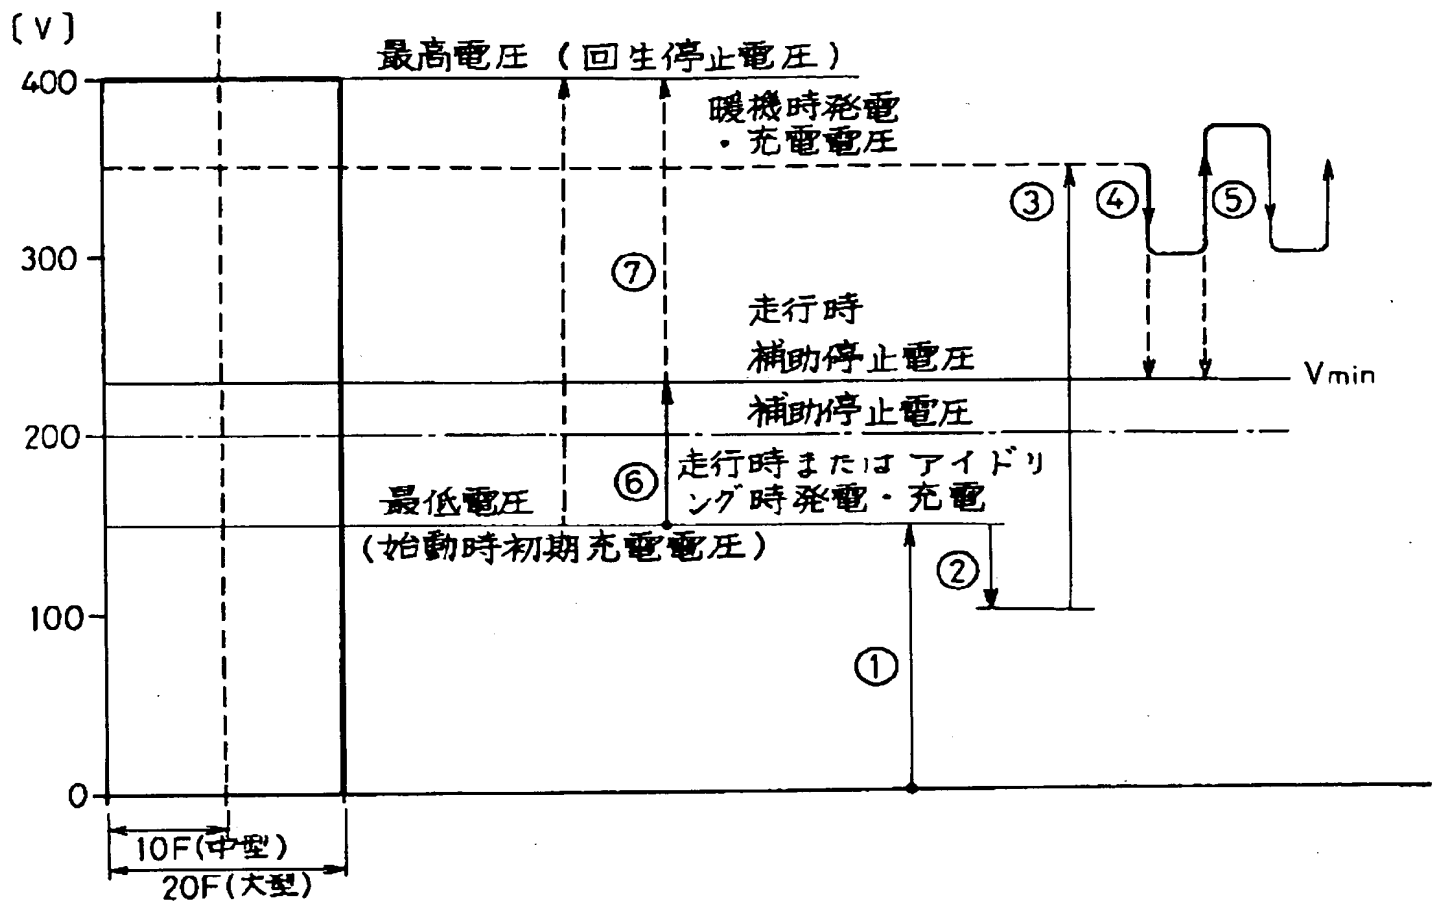 [V]
最高電圧(回生停止電圧)
400
暖機時発電
・充電電圧
③
④
⑤
300
⑦
走行時
補助停止電圧
Vmin
補助停止電圧
200
走行時またはアイドリ
ング時発電・充電
⑥
最低電圧
(始動時初期充電電圧)
②
100
①
0
10F(中型)
20F(大型)